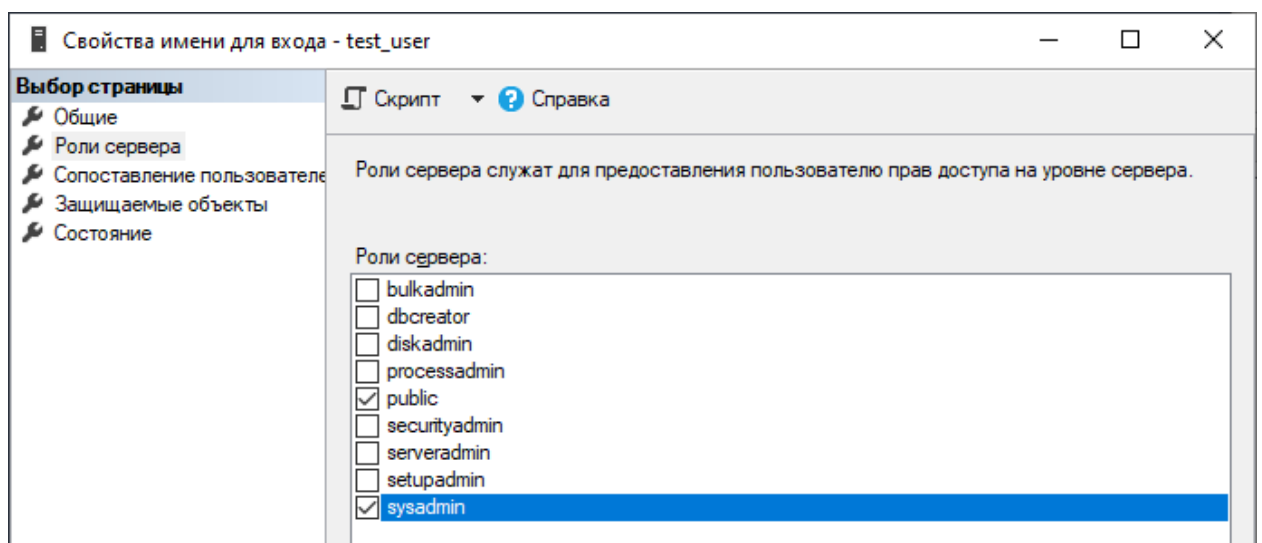 Свойства имени для входа - test_user
Выбор страницы
Общие
Роли сервера
Сопоставление пользователе
Защищаемые объекты
Состояние
Скрипт
Справка
Роли сервера служат для предоставления пользователю прав доступа на уровне сервера.
Роли сервера:
bulkadmin
dbcreator
diskadmin
processadmin
public
securityadmin
serveradmin
setupadmin
sysadmin